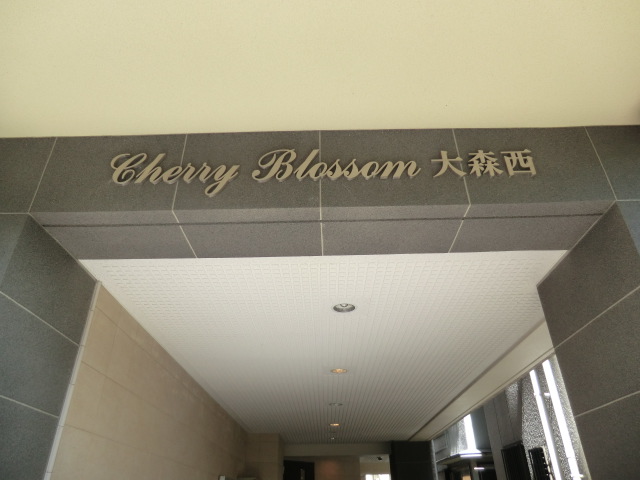 Cherry Blossom 大森西